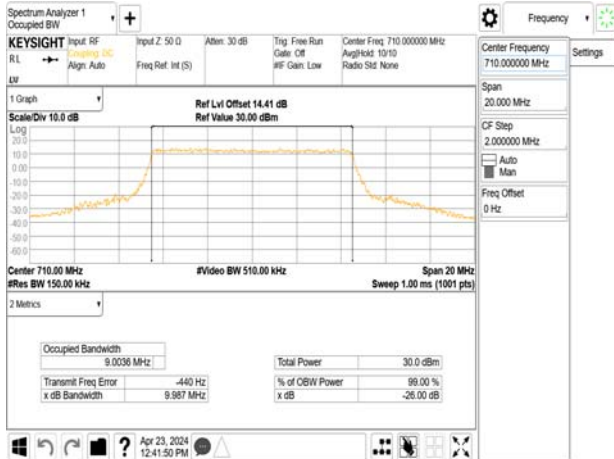 Spectrum Analyzer 1
Occupied BW
+
Frequency
KEYSIGHT
Input: RF
Coupling: DC
Align: Auto
Input Z: 50 Ω
Freq Ref: Int (S)
Atten: 30 dB
Trig: Free Run
Gate: Off
#IF Gain: Low
Center Freq: 710.000000 MHz
Avg|Hold: 10/10
Radio Std: None
RL
LXI
Center Frequency
710.000000 MHz
Settings
Span
20.000 MHz
CF Step
2.000000 MHz
Auto
Man
Freq Offset
0 Hz
1 Graph
Scale/Div 10.0 dB
Ref Lvl Offset 14.41 dB
Ref Value 30.00 dBm
Log
20.0
10.0
0.00
-10.0
-20.0
-30.0
-40.0
-50.0
-60.0
Center 710.00 MHz
#Video BW 510.00 kHz
Span 20 MHz
#Res BW 150.00 kHz
Sweep 1.00 ms (1001 pts)
2 Metrics
Occupied Bandwidth
9.0036 MHz
Total Power 30.0 dBm
Transmit Freq Error -440 Hz
% of OBW Power 99.00 %
x dB Bandwidth 9.987 MHz
x dB -26.00 dB
?
Apr 23, 2024
12:41:50 PM